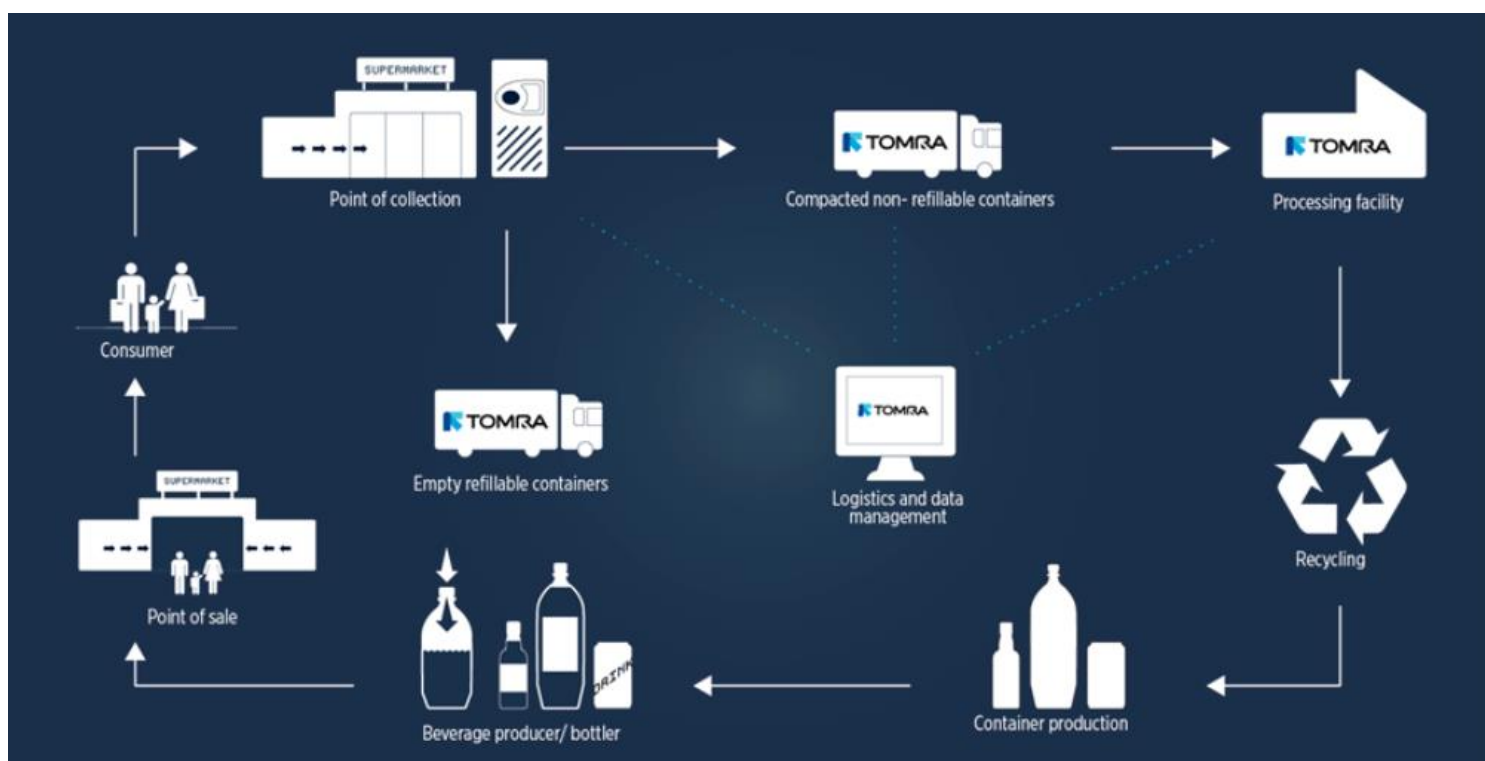 SUPERMARKET
Point of collection
TOMRA
Compacted non- refillable containers
TOMRA
Processing facility
Consumer
TOMRA
Empty refillable containers
TOMRA
Logistics and data
management
Recycling
SUPERMARKET
Point of sale
DRINK
Beverage producer/ bottler
Container production